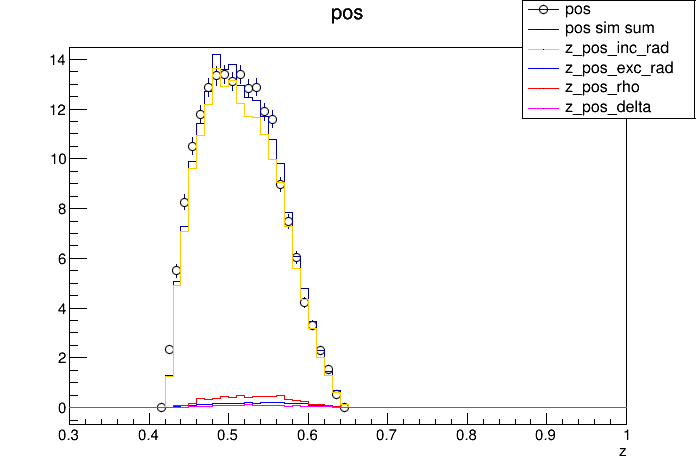 pos
pos
pos sim sum
z_pos_inc_rad
z_pos_exc_rad
z_pos_rho
z_pos_delta
14
12
10
8
6
4
2
0
0.3 0.4 0.5 0.6 0.7 0.8 0.9 1
z